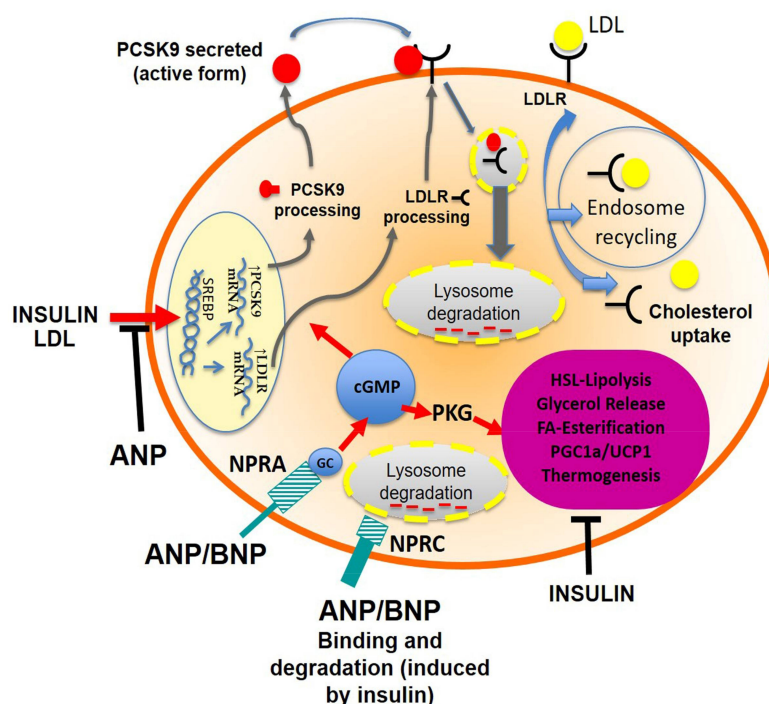 PCSK9 secreted
(active form)
LDL
LDLR
PCSK9
processing
LDLR
processing
Endosome
recycling
SREBP
↑PCSK9
mRNA
↑LDLR
mRNA
INSULIN
LDL
Lysosome
degradation
Cholesterol
uptake
ANP
cGMP
PKG
HSL-Lipolysis
Glycerol Release
FA-Esterification
PGC1a/UCP1
Thermogenesis
NPRA
GC
Lysosome
degradation
ANP/BNP
NPRC
INSULIN
ANP/BNP
Binding and
degradation (induced
by insulin)